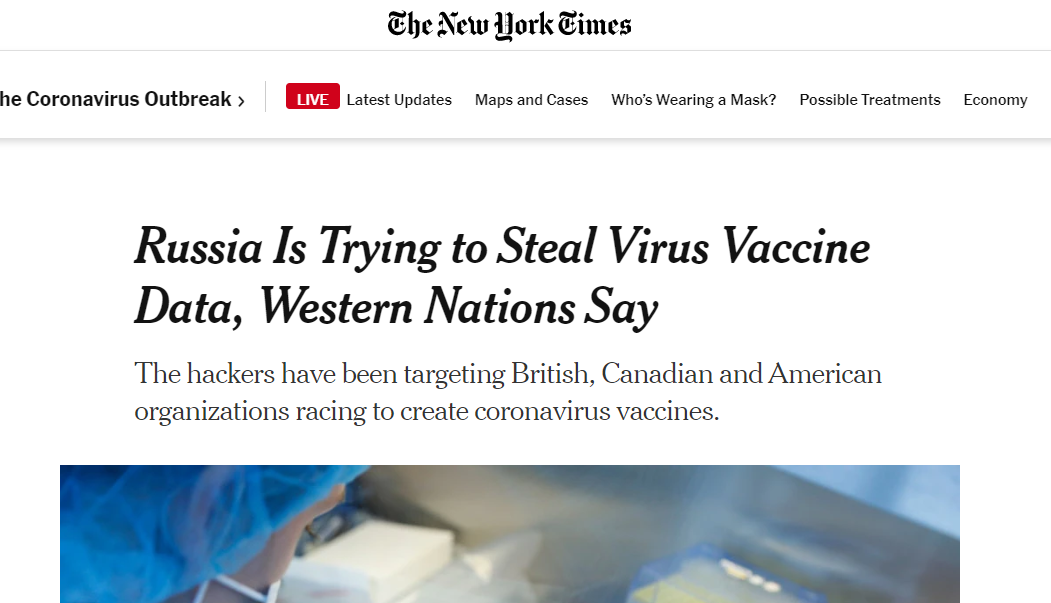 The New York Times
he Coronavirus Outbreak › LIVE Latest Updates Maps and Cases Who's Wearing a Mask? Possible Treatments Economy
Russia Is Trying to Steal Virus Vaccine
Data, Western Nations Say
The hackers have been targeting British, Canadian and American
organizations racing to create coronavirus vaccines.